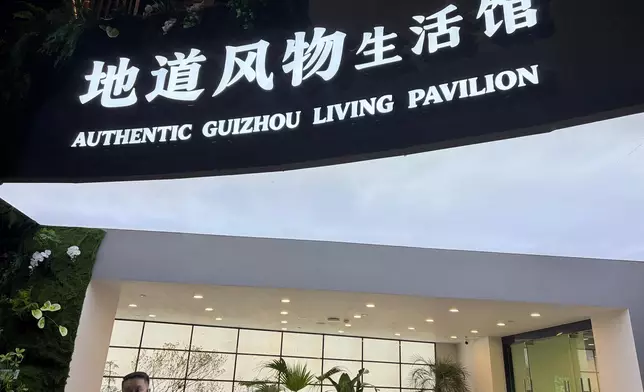 地道风物生活馆
AUTHENTIC GUIZHOU LIVING PAVILION